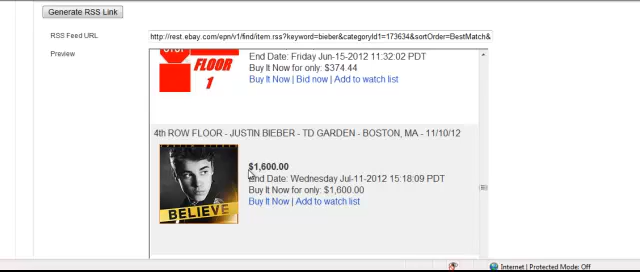 Generate RSS Link
RSS Feed URL
http://rest.ebay.com/epn/v1/find/item.rss?keyword=bieber&categoryId1=173634&sortOrder=BestMatch&
Preview
STOP
FLOOR
1
End Date: Friday Jun-15-2012 11:32:02 PDT
Buy It Now for only: $374.44
Buy It Now | Bid now | Add to watch list
4th ROW FLOOR - JUSTIN BIEBER - TD GARDEN - BOSTON, MA - 11/10/12
BELIEVE
$1,600.00
End Date: Wednesday Jul-11-2012 15:18:09 PDT
Buy It Now for only: $1,600.00
Buy It Now | Add to watch list
Internet | Protected Mode: Off